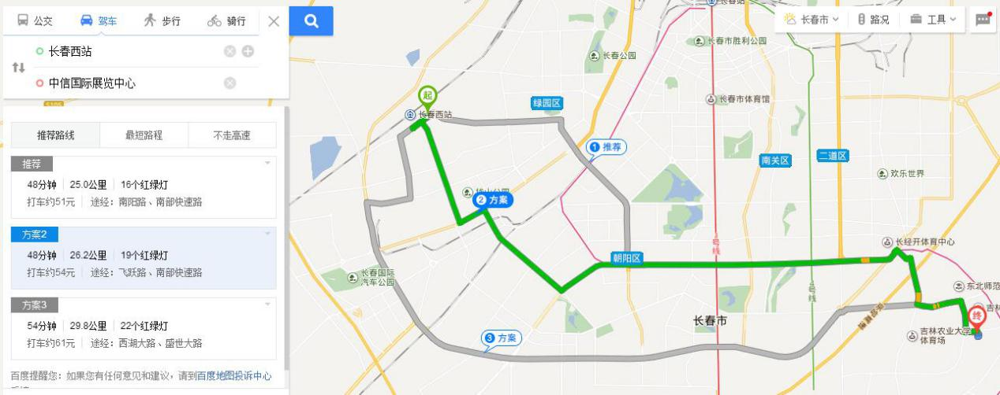 公交 驾车 步行 骑行
长春西站
中信国际展览中心
S106
推荐路线 最短路程 不走高速
推荐
48分钟 25.0公里 16个红绿灯
打车约51元 途经：南阳路、南部快速路
方案2
48分钟 26.2公里 19个红绿灯
打车约54元 途经：飞跃路、南部快速路
方案3
54分钟 29.8公里 22个红绿灯
打车约61元 途经：西湖大路、盛世大路
百度提醒您：如果您有任何意见和建议，请到百度地图投诉中心
长春市 路况 工具
长春站
长春市胜利公园
长春公园
起
长春西站
绿园区
长春市体育馆
1 推荐
南关区
二道区
欢乐世界
2 方案
1号线
朝阳区
长经开体育中心
长春国际
汽车公园
4号线
东北师范
长春市
终
吉林
吉林农业大学
体育场
3 方案